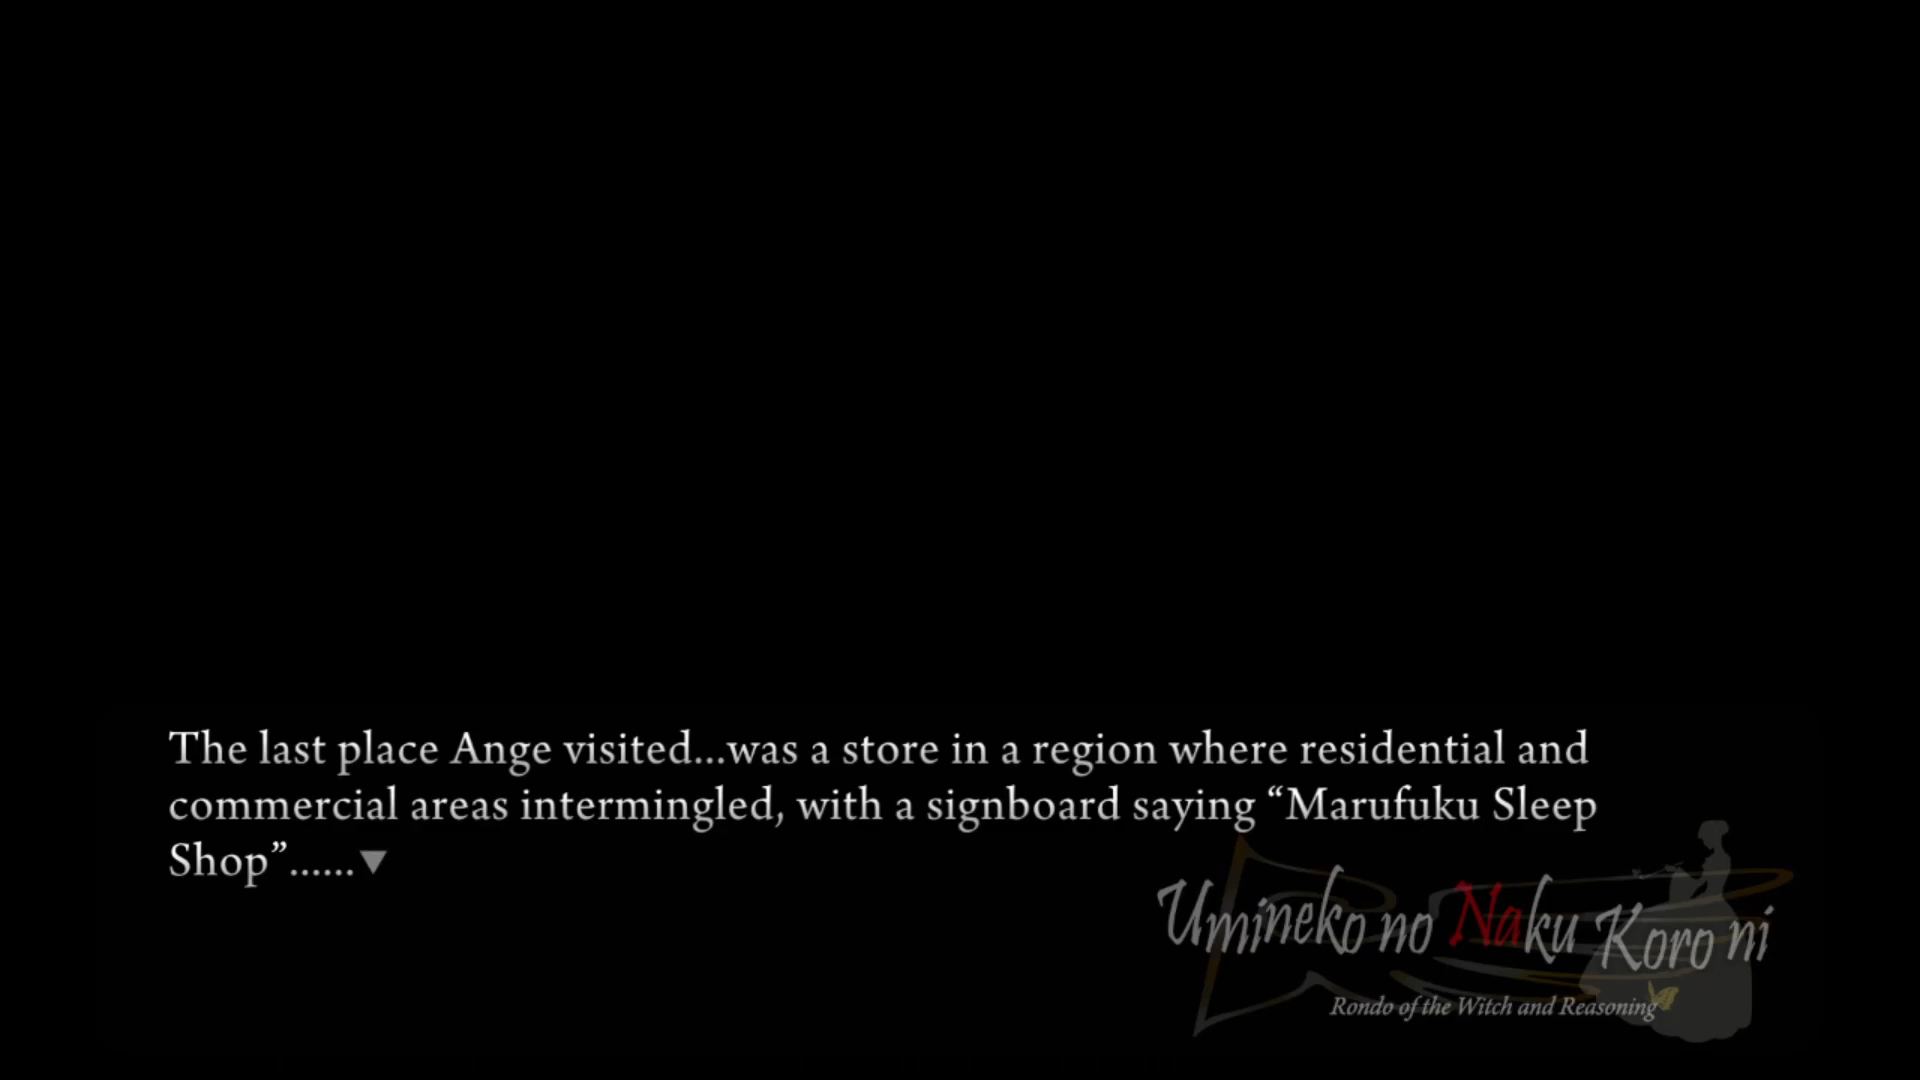 The last place Ange visited...was a store in a region where residential and
commercial areas intermingled, with a signboard saying “Marufuku Sleep
Shop”......▼
Umineko no Naku Koro ni
Rondo of the Witch and Reasoning